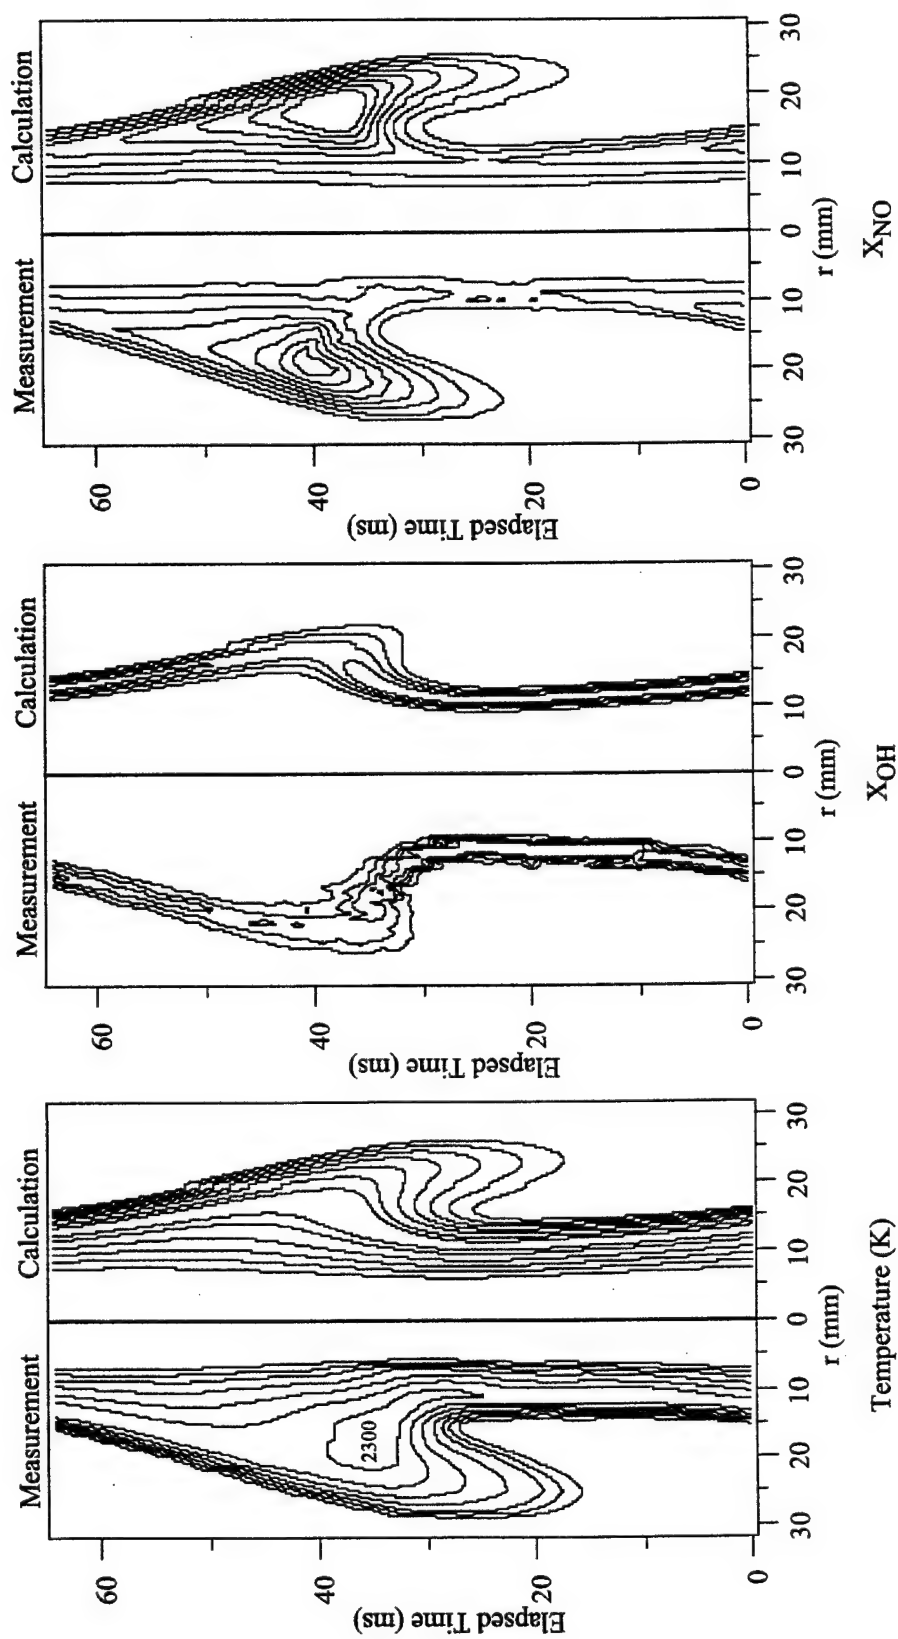 Measurement
Calculation
Elapsed Time (ms)
60
40
20
0
2300
30 20 10 0 10 20 30
r (mm)
Temperature (K)
Measurement
Calculation
Elapsed Time (ms)
60
40
20
0
30 20 10 0 10 20 30
r (mm)
XOH
Measurement
Calculation
Elapsed Time (ms)
60
40
20
0
30 20 10 0 10 20 30
r (mm)
XNO